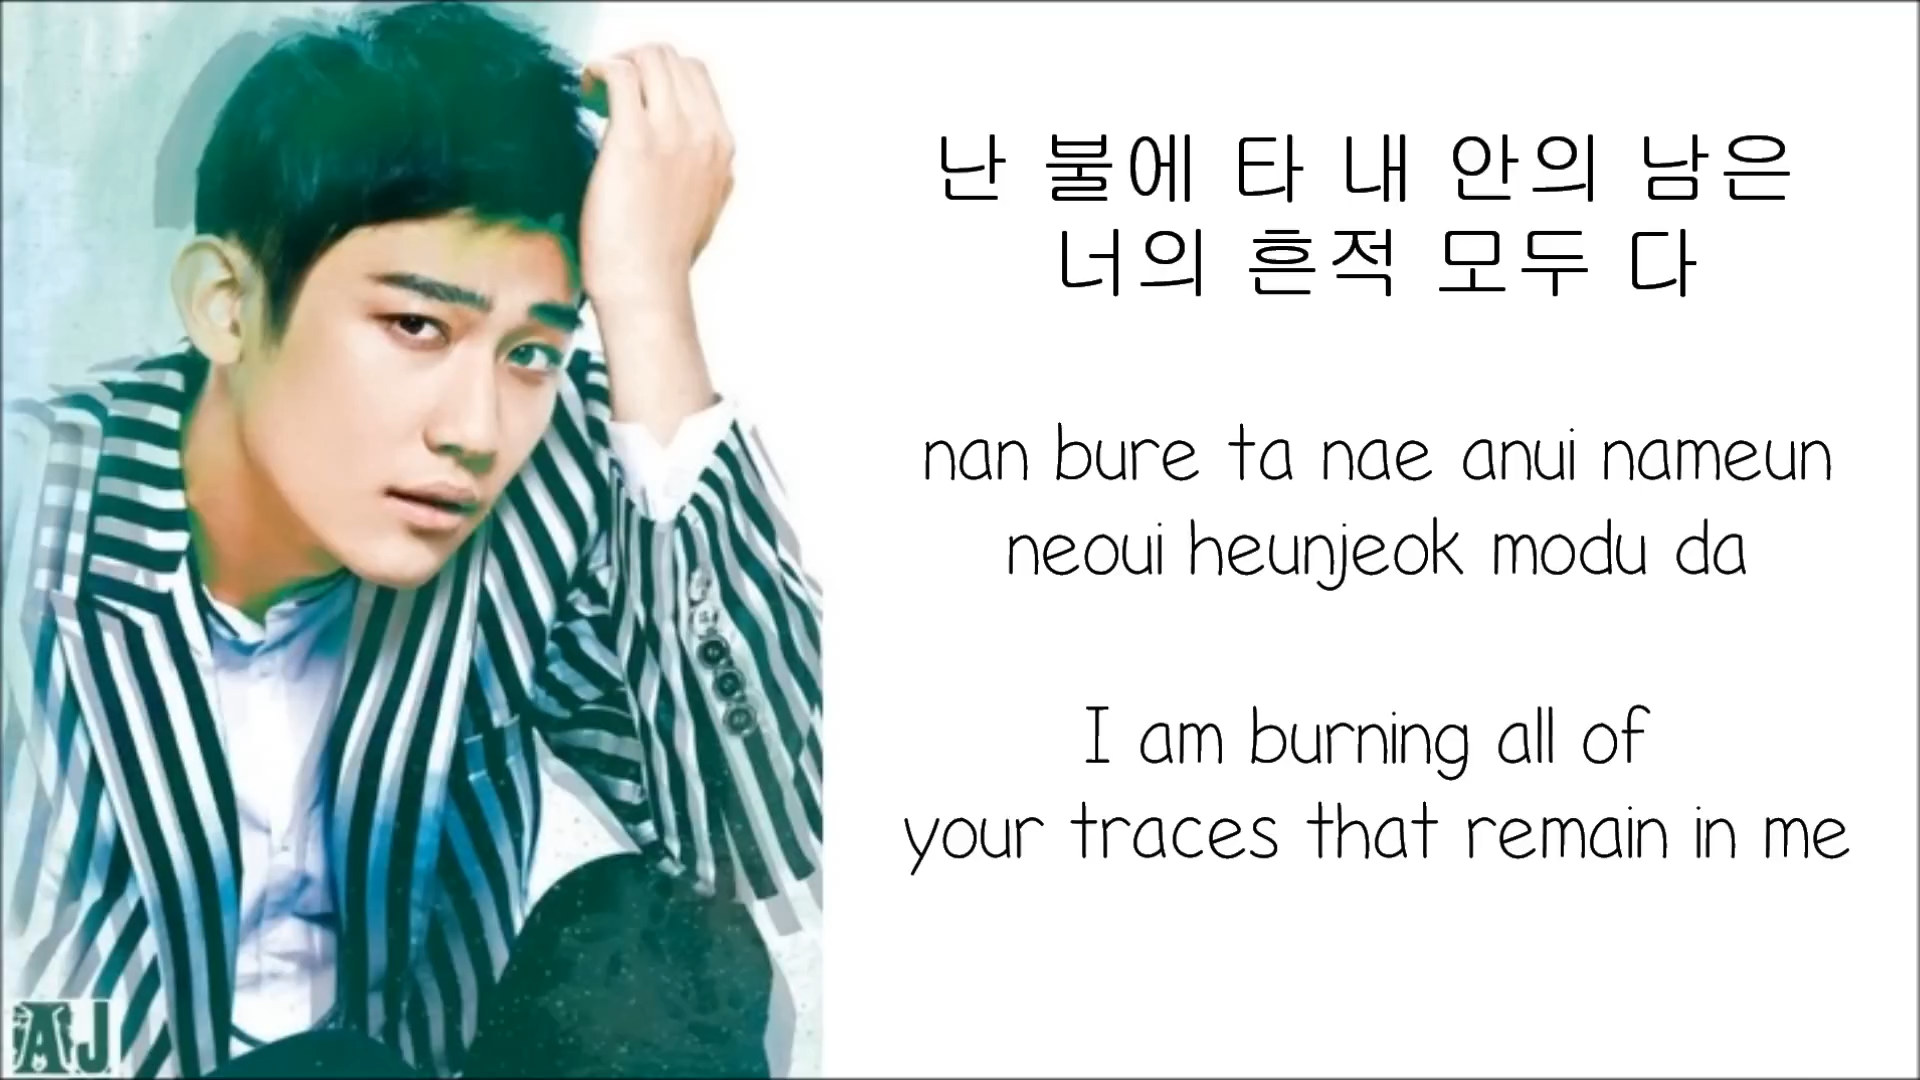 난 불에 타 내 안의 남은
너의 흔적 모두 다
nan bure ta nae anui nameun
neoui heunjeok modu da
I am burning all of
your traces that remain in me
AJ